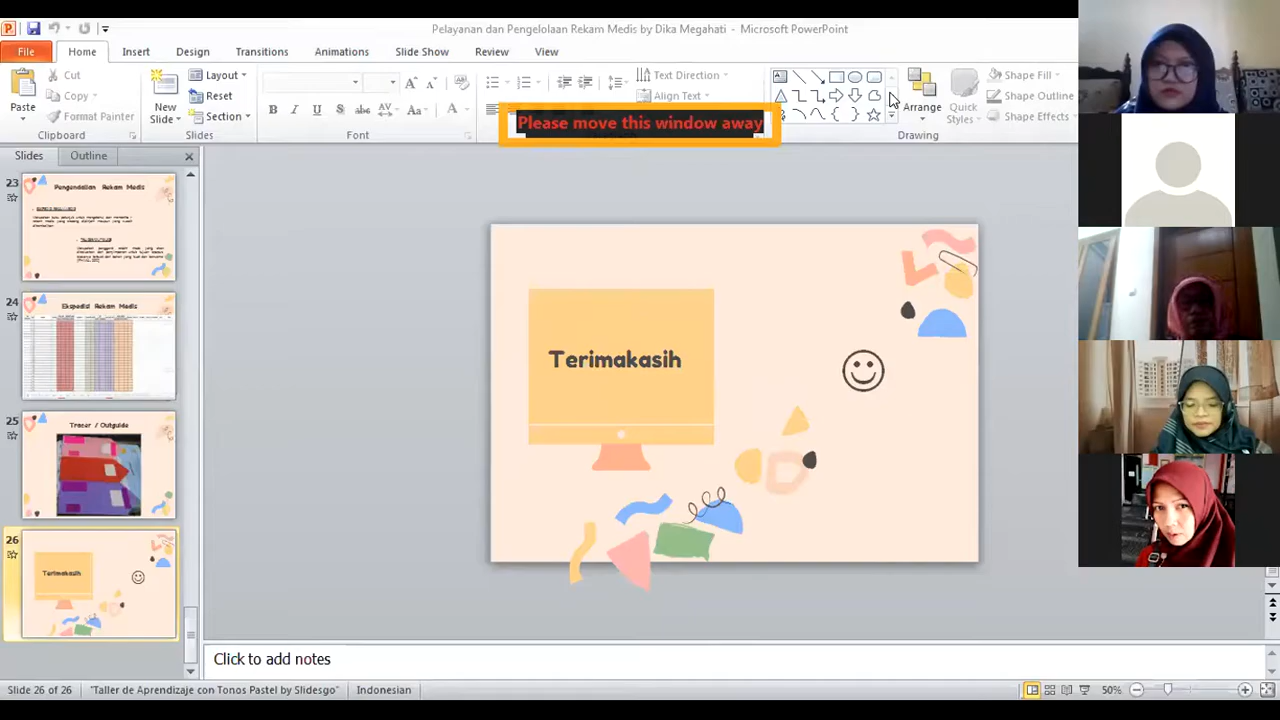 Pelayanan dan Pengelolaan Rekam Medis by Dika Megahati - Microsoft PowerPoint
File Home Insert Design Transitions Animations Slide Show Review View
Paste
Cut
Copy
Format Painter
Clipboard
New Slide
Layout
Reset
Section
Slides
B I U S abc AV Aa A
Font
Text Direction
Align Text
Please move this window away
Arrange
Quick Styles
Shape Fill
Shape Outline
Shape Effects
Drawing
Slides Outline
23
Pengendalian Rekam Medis
24
Ekspedisi Rekam Medis
25
Tracer / Outguide
26
Terimakasih
Terimakasih
Click to add notes
Slide 26 of 26 "Taller de Aprendizaje con Tonos Pastel by Slidesgo" Indonesian 50%